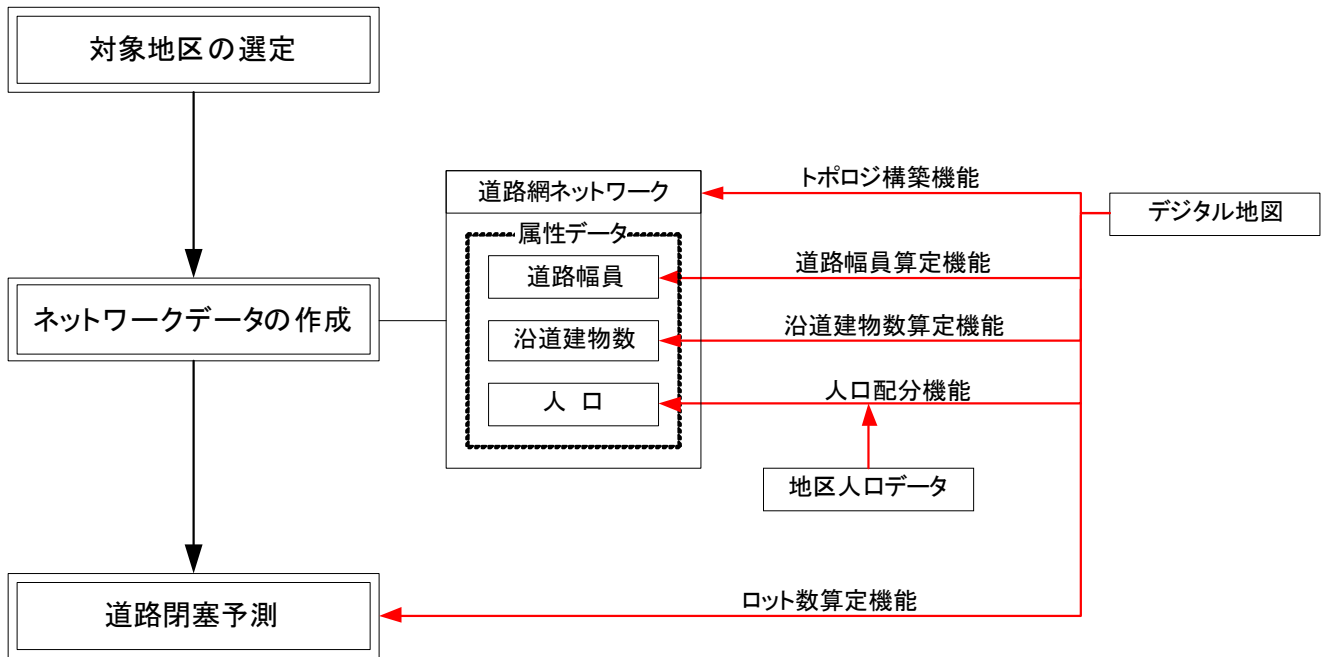 対象地区の選定
トポロジ構築機能
道路網ネットワーク
デジタル地図
属性データ
道路幅員算定機能
道路幅員
ネットワークデータの作成
沿道建物数算定機能
沿道建物数
人口配分機能
人 口
地区人口データ
ロット数算定機能
道路閉塞予測